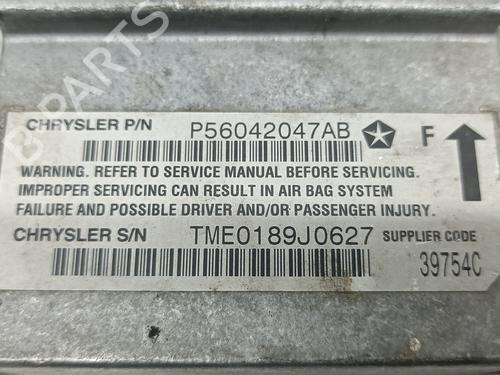 B-PARTS
CHRYSLER P/N P56042047AB F
WARNING. REFER TO SERVICE MANUAL BEFORE SERVICING.
IMPROPER SERVICING CAN RESULT IN AIR BAG SYSTEM
FAILURE AND POSSIBLE DRIVER AND/OR PASSENGER INJURY.
CHRYSLER S/N TME0189J0627 SUPPLIER CODE
39754C